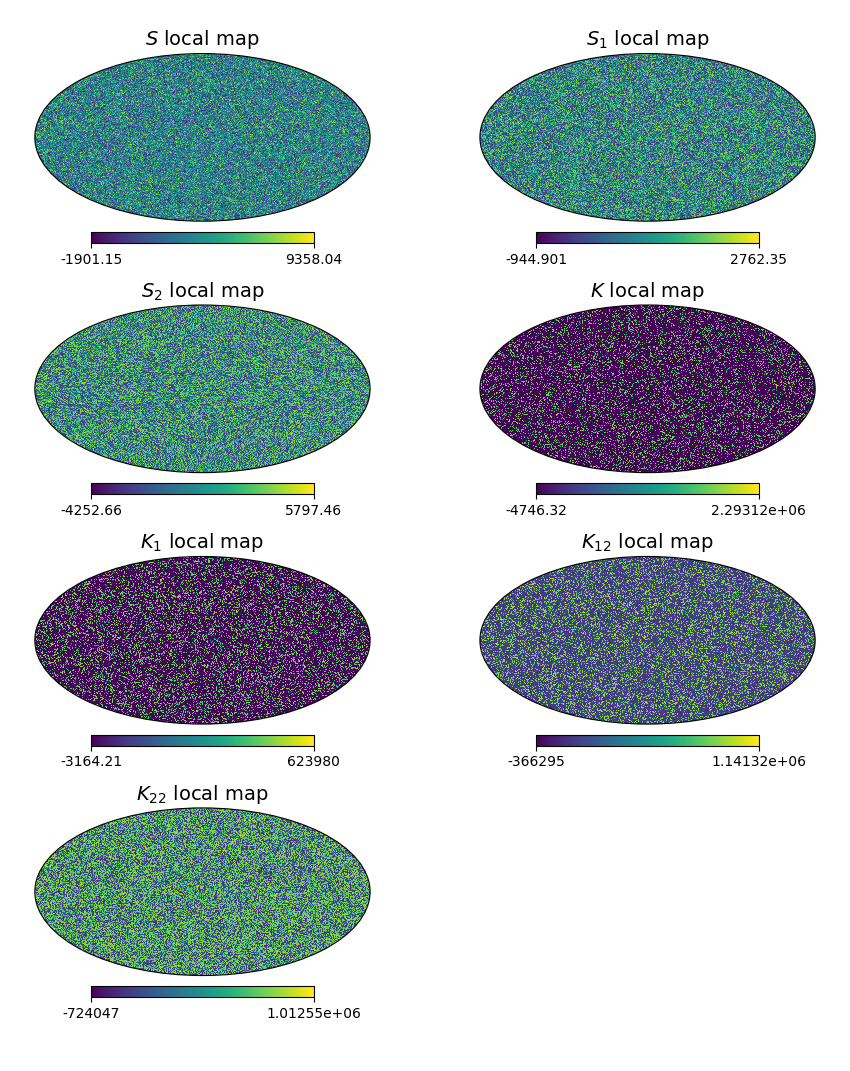 S local map
S₁ local map
-1901.15 9358.04
-944.901 2762.35
S₂ local map
K local map
-4252.66 5797.46
-4746.32 2.29312e+06
K₁ local map
K₁₂ local map
-3164.21 623980
-366295 1.14132e+06
K₂₂ local map
-724047 1.01255e+06